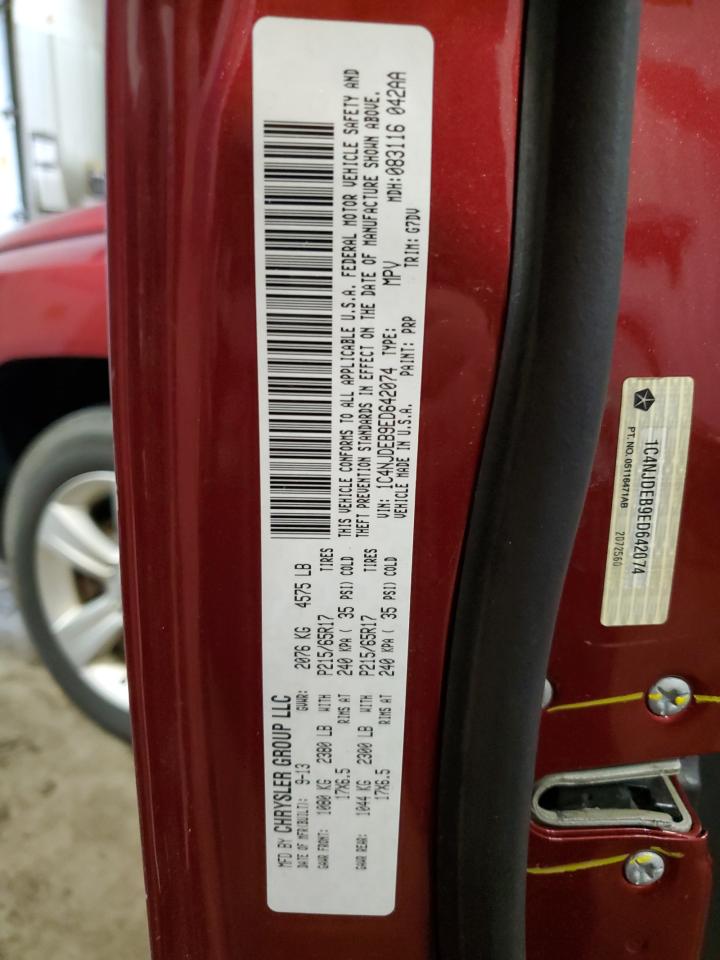 MFD BY CHRYSLER GROUP LLC
DATE OF MFR(BUILT): 9-13 GVWR: 2076 KG 4575 LB
GAWR FRONT: 1080 KG 2380 LB WITH P215/65R17 TIRES
17X6.5 RIMS AT 240 KPA ( 35 PSI) COLD
GAWR REAR: 1044 KG 2300 LB WITH P215/65R17 TIRES
17X6.5 RIMS AT 240 KPA ( 35 PSI) COLD
THIS VEHICLE CONFORMS TO ALL APPLICABLE U.S.A. FEDERAL MOTOR VEHICLE SAFETY AND
THEFT PREVENTION STANDARDS IN EFFECT ON THE DATE OF MANUFACTURE SHOWN ABOVE.
VIN: 1C4NJDEB9ED642074 TYPE: MPV MDH:083116 042AA
VEHICLE MADE IN U.S.A. PAINT: PRP TRIM: G7DV
1C4NJDEB9ED642074
PT. NO. 05116471AB
2072560